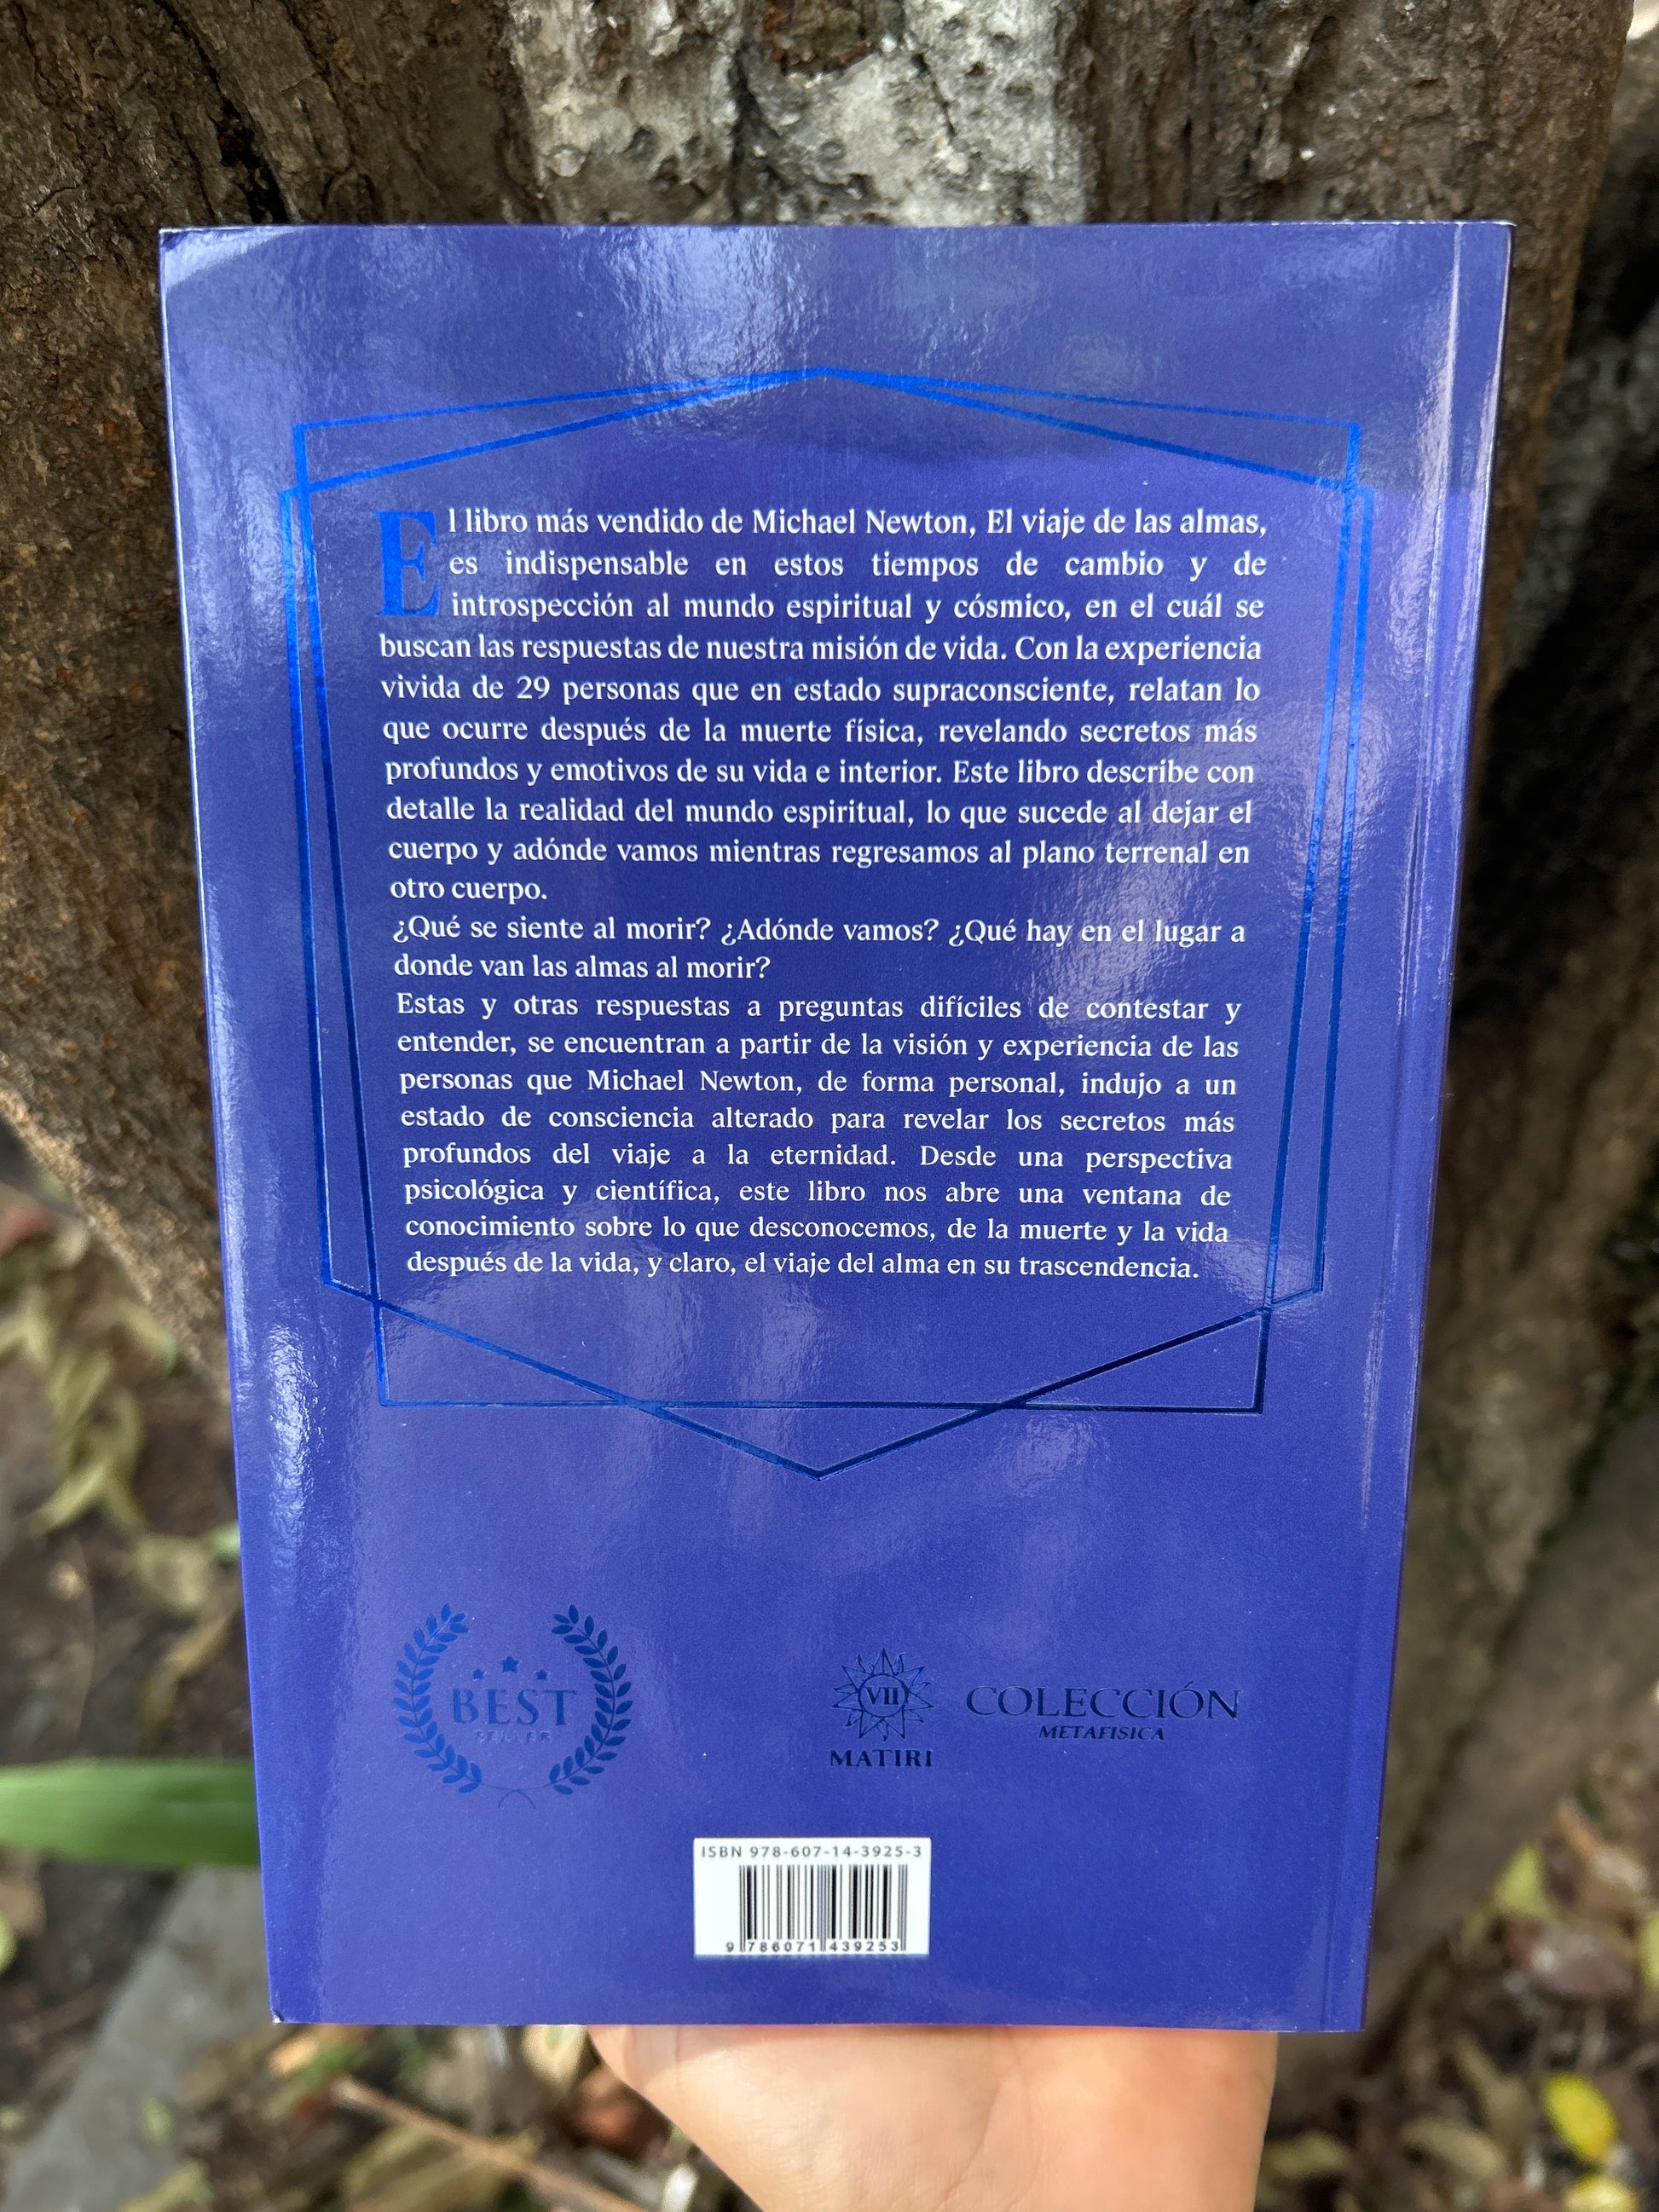 El libro más vendido de Michael Newton, El viaje de las almas,
es indispensable en estos tiempos de cambio y de
introspección al mundo espiritual y cósmico, en el cuál se
buscan las respuestas de nuestra misión de vida. Con la experiencia
vivida de 29 personas que en estado supraconsciente, relatan lo
que ocurre después de la muerte física, revelando secretos más
profundos y emotivos de su vida e interior. Este libro describe con
detalle la realidad del mundo espiritual, lo que sucede al dejar el
cuerpo y adónde vamos mientras regresamos al plano terrenal en
otro cuerpo.
¿Qué se siente al morir? ¿Adónde vamos? ¿Qué hay en el lugar a
donde van las almas al morir?
Estas y otras respuestas a preguntas difíciles de contestar y
entender, se encuentran a partir de la visión y experiencia de las
personas que Michael Newton, de forma personal, indujo a un
estado de consciencia alterado para revelar los secretos más
profundos del viaje a la eternidad. Desde una perspectiva
psicológica y científica, este libro nos abre una ventana de
conocimiento sobre lo que desconocemos, de la muerte y la vida
después de la vida, y claro, el viaje del alma en su trascendencia.
BEST
SELLER
VII
MATIRI
COLECCIÓN
METAFISICA
ISBN 978-607-14-3925-3
9 786071 439253